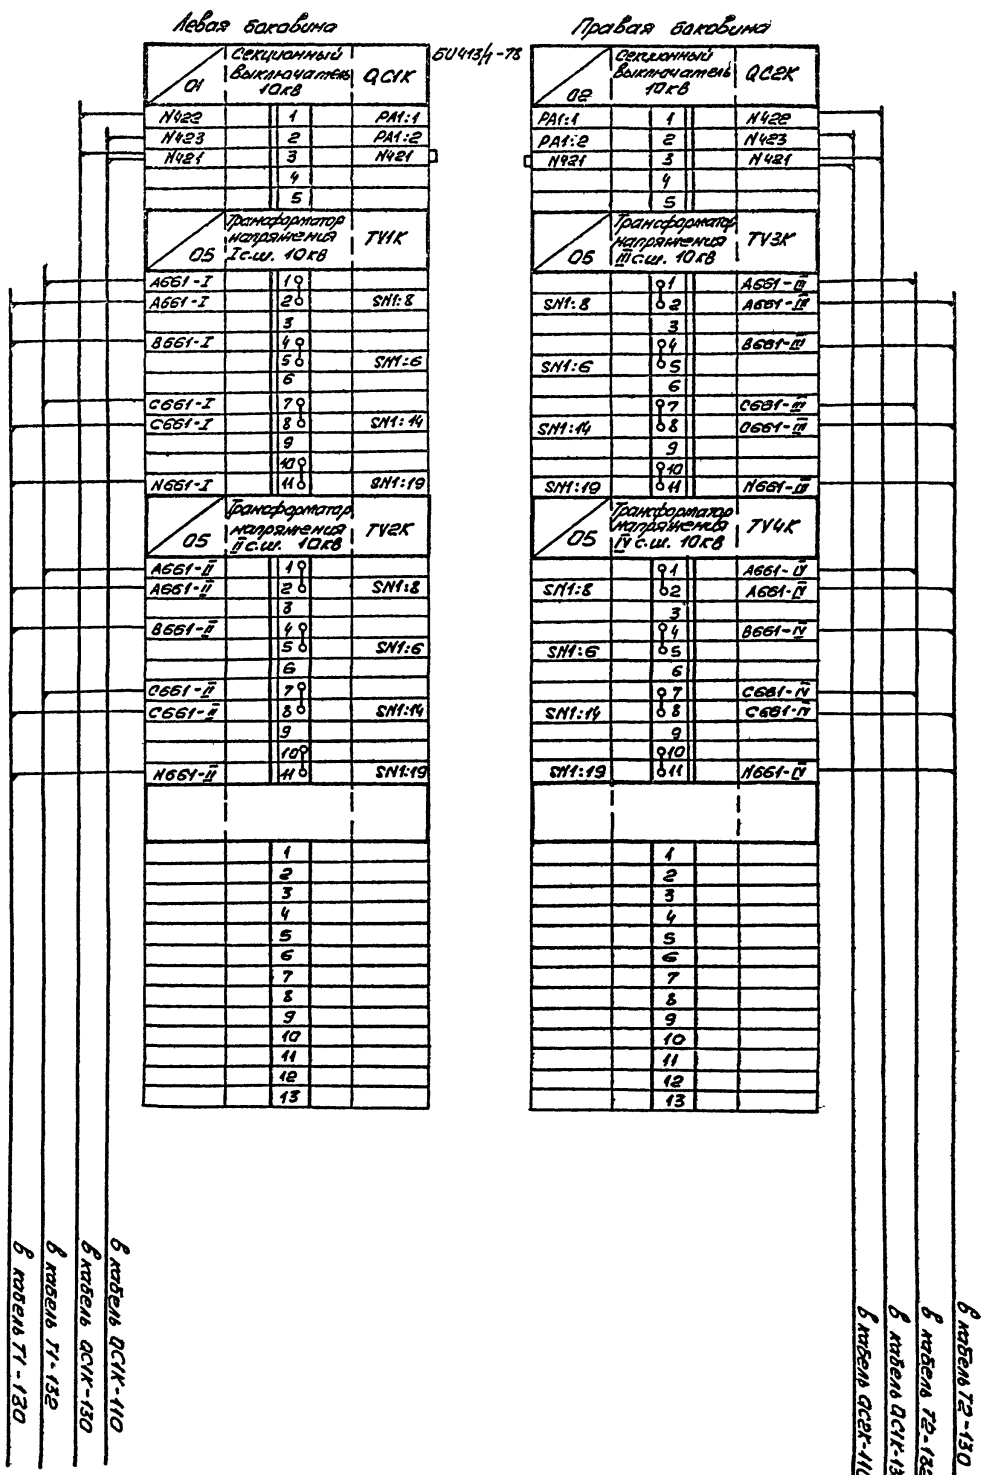 Левая боковина
01 Секционный выключатель 10кВ QC1K
БU413/4-78
N422 1 PA1:1
N423 2 PA1:2
N421 3 N421
4
5
05 Трансформатор напряжения I с.ш. 10кВ TV1K
A661-I 1
A661-I 2 SN1:8
3
B661-I 4
5 SN1:6
6
C661-I 7
C661-I 8 SN1:14
9
10
N661-I 11 SN1:19
05 Трансформатор напряжения II с.ш. 10кВ TV2K
A661-II 1
A661-II 2 SN1:8
3
B661-II 4
5 SN1:6
6
C661-II 7
C661-II 8 SN1:14
9
10
N661-II 11 SN1:19
1
2
3
4
5
6
7
8
9
10
11
12
13
В кабель T1-130
В кабель T1-132
В кабель QC1K-130
В кабель QC1K-110
Правая боковина
02 Секционный выключатель 10кВ QC2K
PA1:1 1 N422
PA1:2 2 N423
N421 3 N421
4
5
05 Трансформатор напряжения III с.ш. 10кВ TV3K
1 A661-III
SN1:8 2 A661-III
3
4 B661-III
SN1:6 5
6
7 C661-III
SN1:14 8 C661-III
9
10
SN1:19 11 N661-III
05 Трансформатор напряжения IV с.ш. 10кВ TV4K
1 A661-IV
SN1:8 2 A661-IV
3
4 B661-IV
SN1:6 5
6
7 C661-IV
SN1:14 8 C661-IV
9
10
SN1:19 11 N661-IV
1
2
3
4
5
6
7
8
9
10
11
12
13
В кабель QC2K-110
В кабель QC1K-13
В кабель T2-132
В кабель T2-130